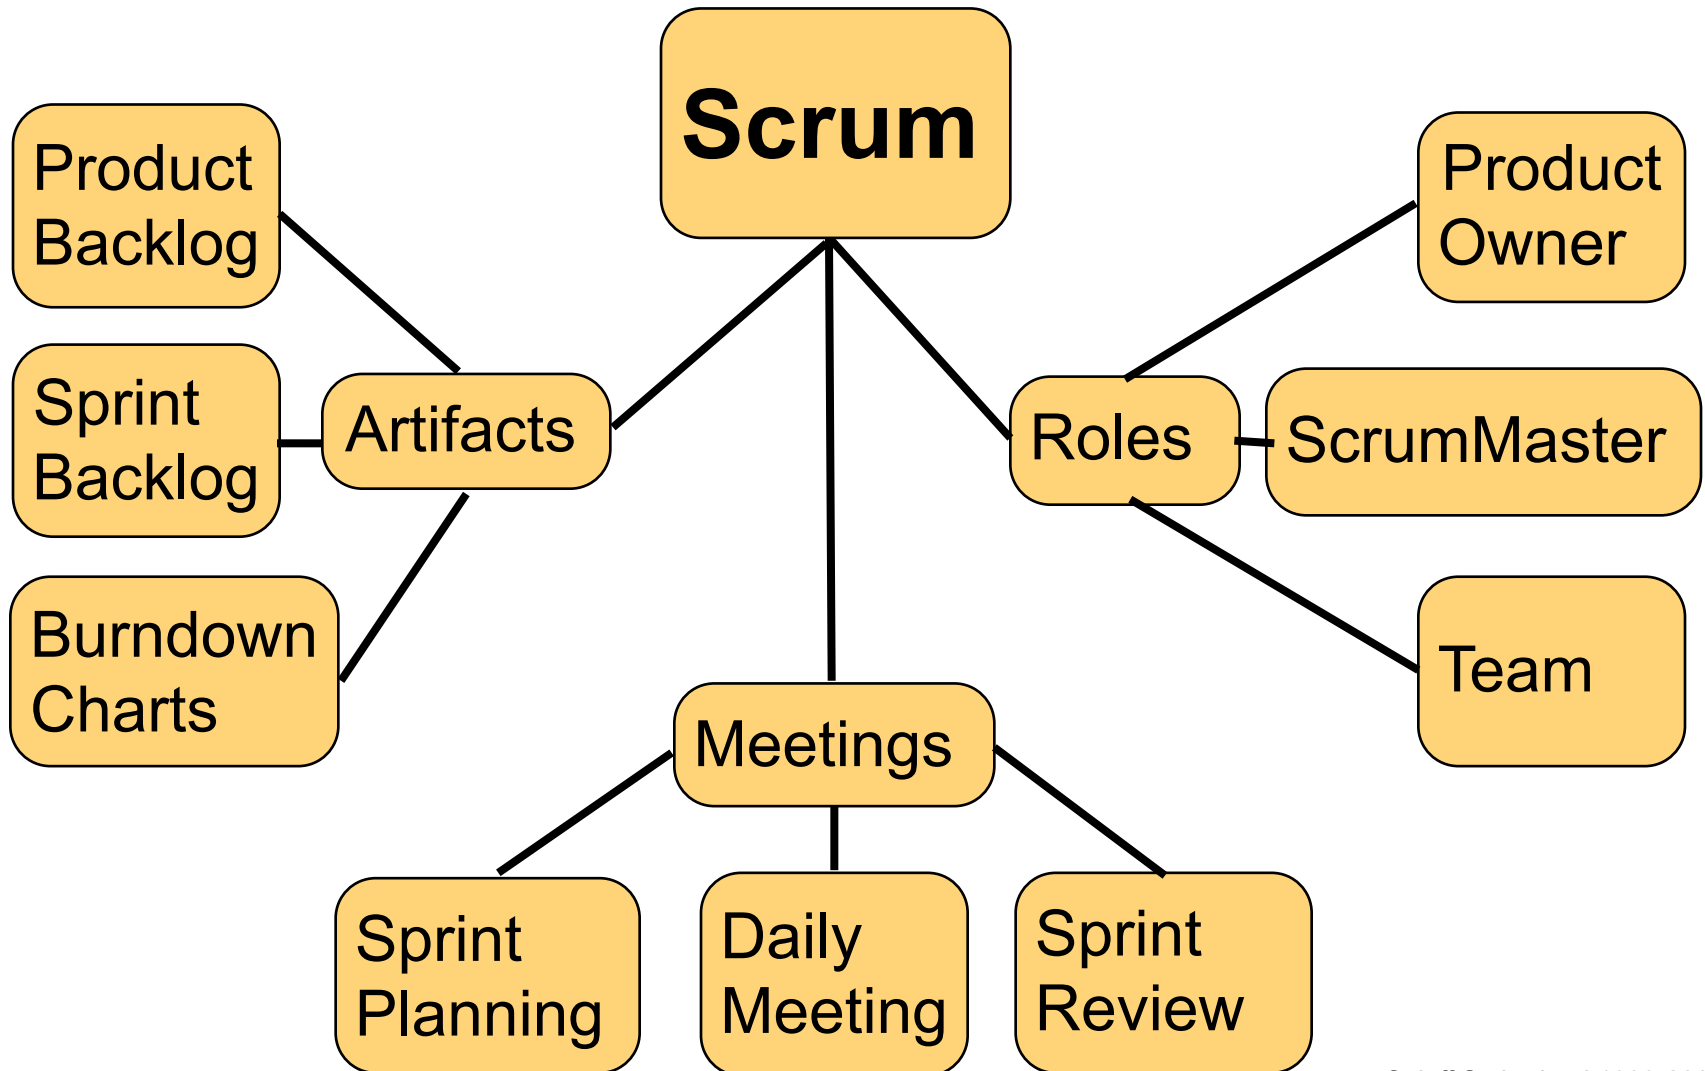 Scrum
Product
Backlog
Product
Owner
Sprint
Backlog
Artifacts
Roles
ScrumMaster
Burndown
Charts
Team
Meetings
Sprint
Planning
Daily
Meeting
Sprint
Review